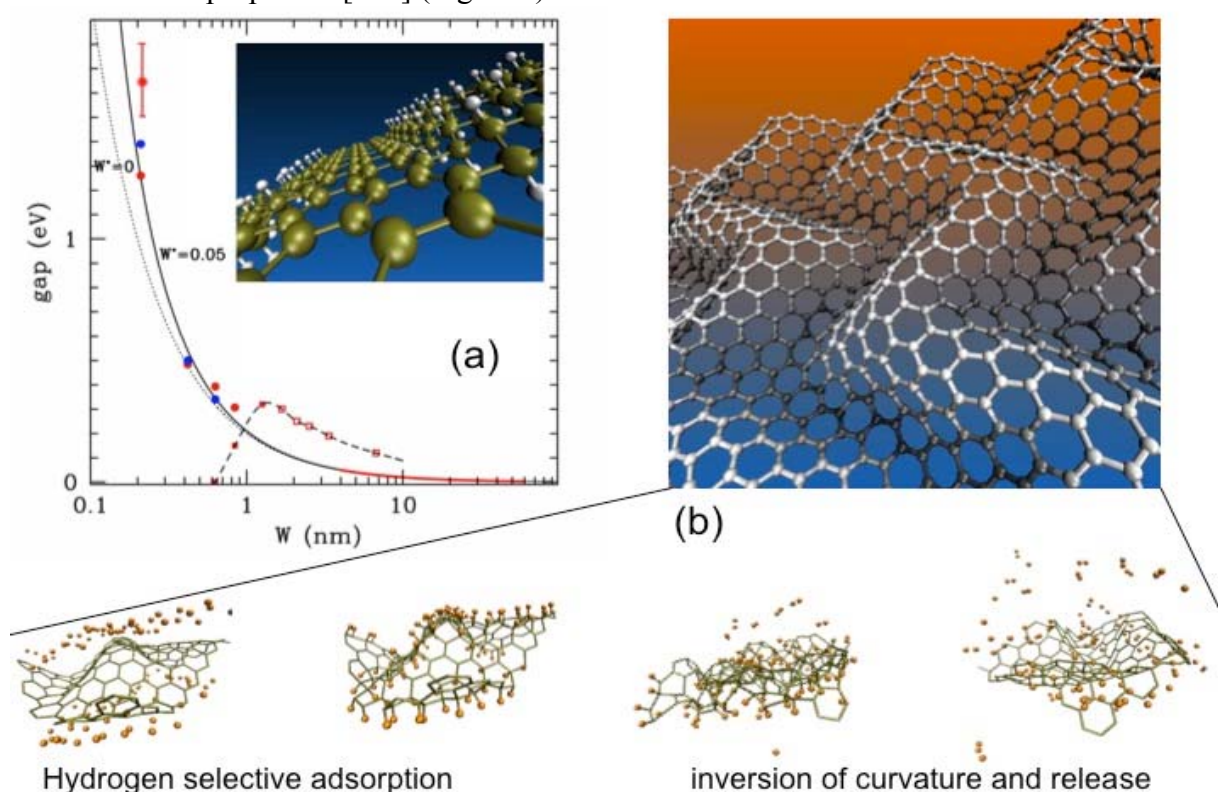 W*=0
W*=0.05
gap (eV)
1
0
0.1
1
10
W (nm)
(a)
(b)
Hydrogen selective adsorption
inversion of curvature and release